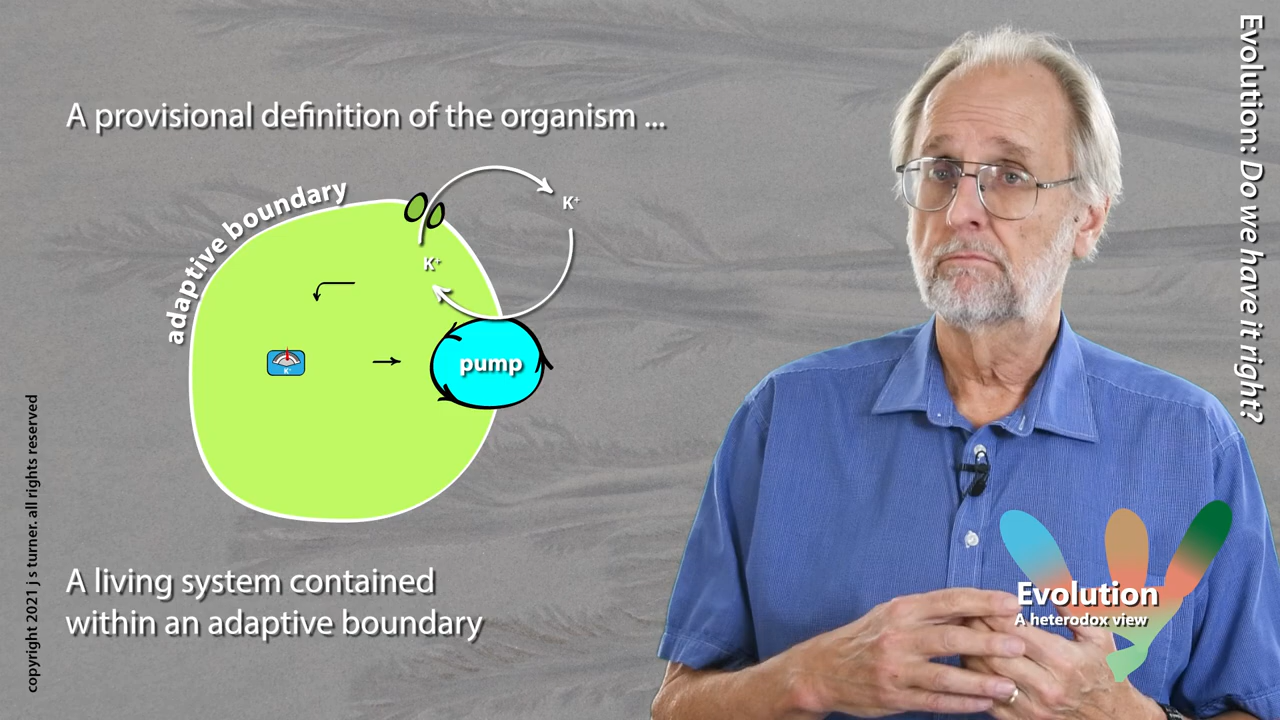 A provisional definition of the organism ...
adaptive boundary
K⁺
K⁺
K⁺
pump
A living system contained
within an adaptive boundary
copyright 2021 j s turner. all rights reserved
Evolution: Do we have it right?
Evolution
A heterodox view